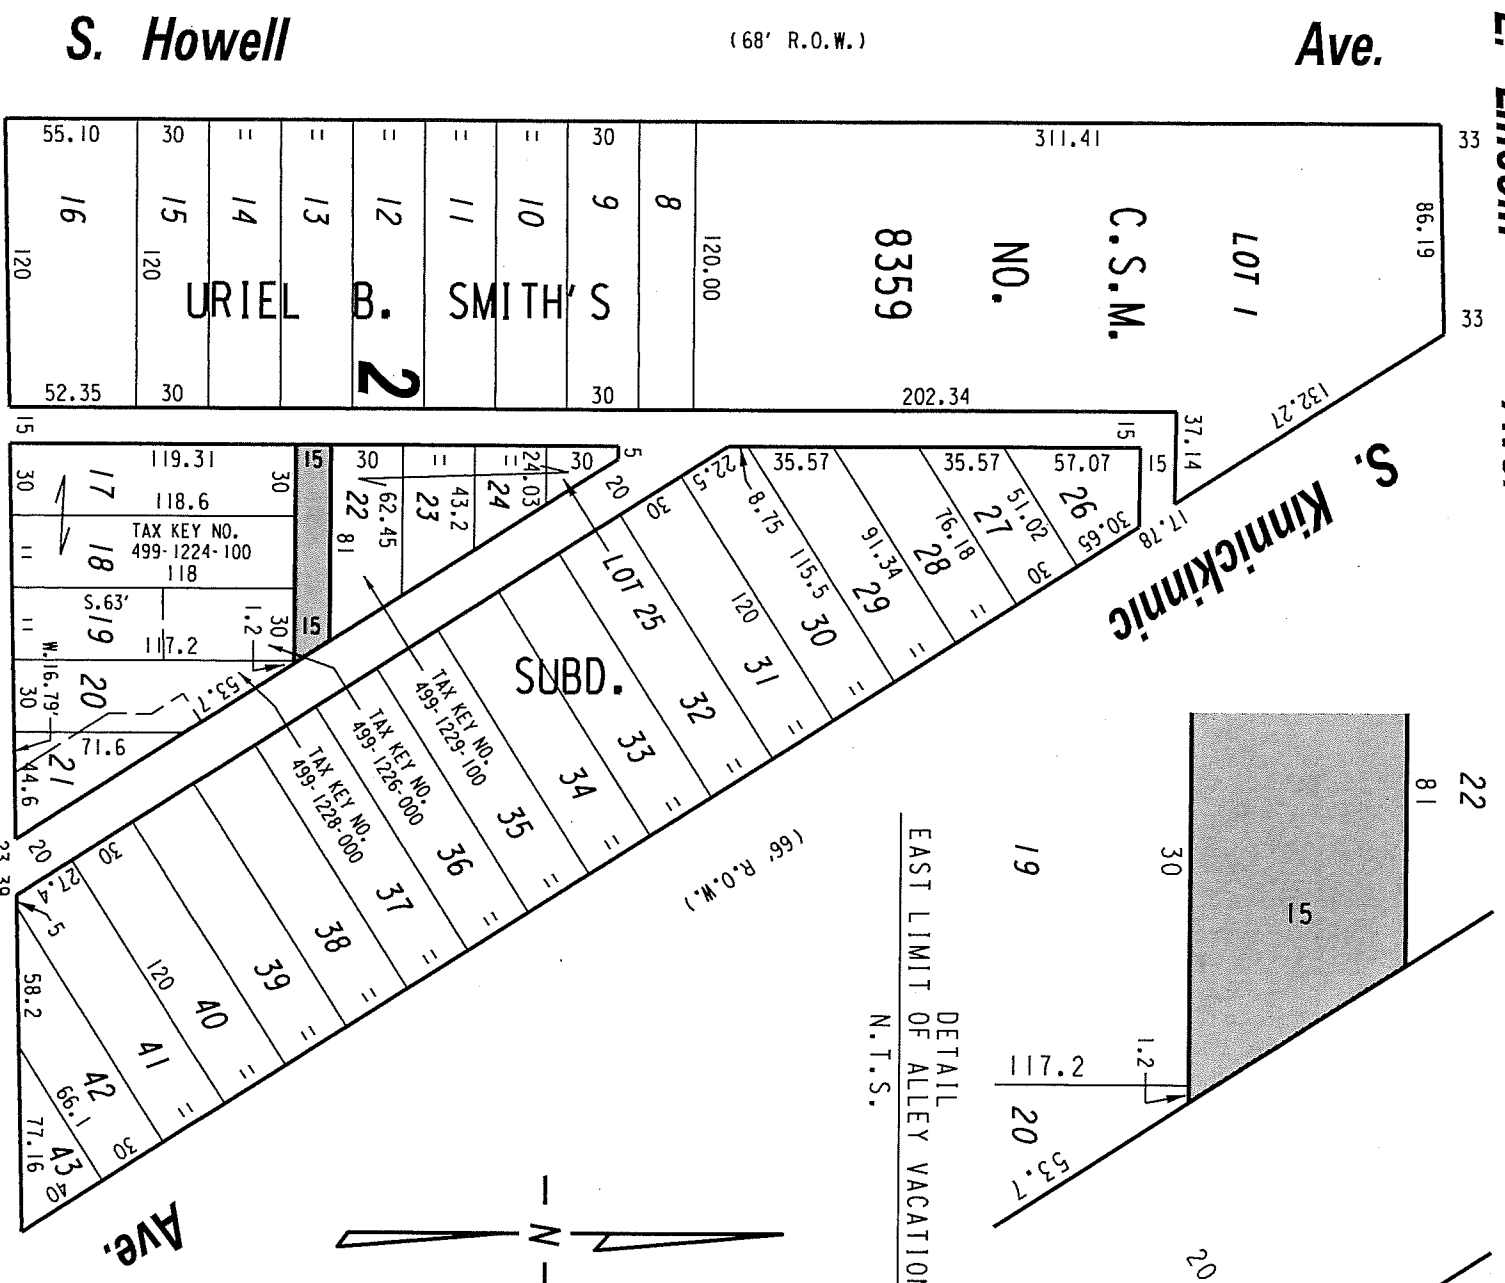 S. Howell (68' R.O.W.) Ave.
55.10 30 " " " " " 30 311.41 33
16 15 14 13 12 11 10 9 8
86.19
120 120 120.00
URIEL B. SMITH'S
8359
NO.
C.S.M.
LOT 1
33
2
52.35 30 30 202.34
132.27
37.14
17.78
S. Kinnickinnic
Ave.
(66' R.O.W.)
15 15 15
119.31 15 30 " " 24.03 30 5
30 17 30
118.6
TAX KEY NO.
499-1224-100
118
" 18
S.63'
" 19
117.2
1.2
30
15
W.16.79'
30
20
53.7
71.6
21
44.6
22 81 62.45
23 43.2
24
20
30
22.5
8.75
35.57 35.57 57.07
26 51.02 30.65
27 76.18 30
28 91.34 "
29 115.5 "
30 120 "
31 "
32 "
33 "
34 "
35 "
36 "
37 "
38 "
39 "
40 120 "
41 "
42 66.1 30
43 77.16 40
LOT 25
SUBD.
TAX KEY NO.
499-1229-100
TAX KEY NO.
499-1226-000
TAX KEY NO.
499-1228-000
20
30
27.4
5
58.2
23.39
N
22
81
30
19
15
117.2
1.2
20
53.7
20
DETAIL
EAST LIMIT OF ALLEY VACATION
N.T.S.